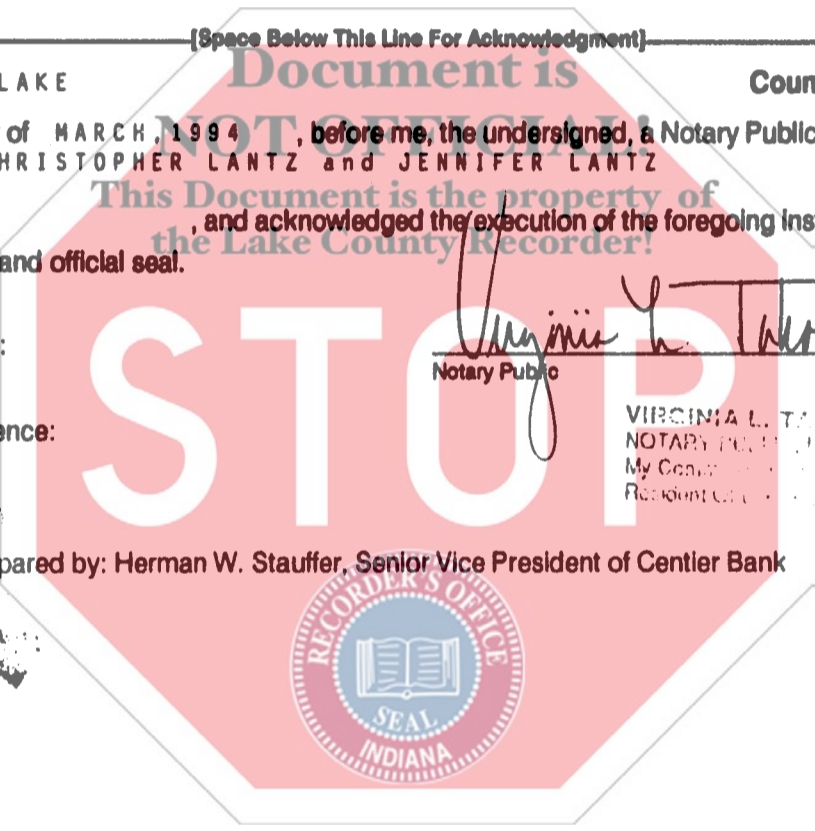 [Space Below This Line For Acknowledgment]
Document is
LAKE Coun
NOT OFFICIAL!
of MARCH, 1994 , before me, the undersigned, a Notary Public
HRISTOPHER LANTZ and JENNIFER LANTZ
This Document is the property of
, and acknowledged the execution of the foregoing ins
the Lake County Recorder!
and official seal.
STOP
:
Virginia L.
Notary Public
ence:
VIRGINIA L. TA
NOTARY
My
Resident
pared by: Herman W. Stauffer, Senior Vice President of Centier Bank
RECORDER'S OFFICE
SEAL
INDIANA